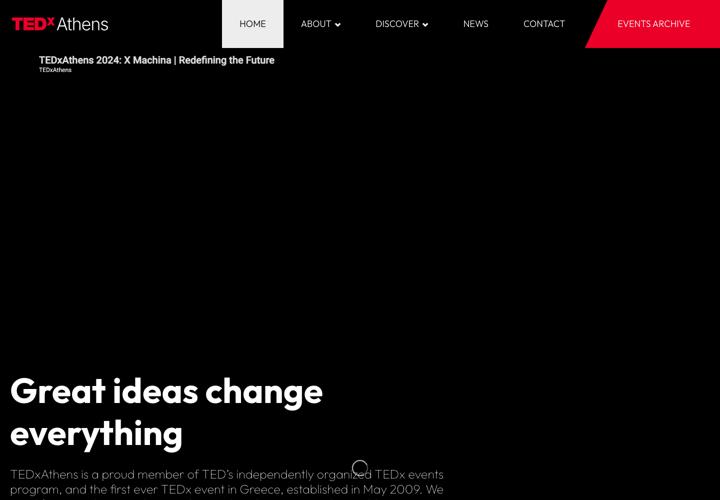 TEDx Athens
HOME
ABOUT
DISCOVER
NEWS
CONTACT
EVENTS ARCHIVE
TEDxAthens 2024: X Machina | Redefining the Future
TEDxAthens
Great ideas change
everything
TEDxAthens is a proud member of TED's independently organized TEDx events
program, and the first ever TEDx event in Greece, established in May 2009. We